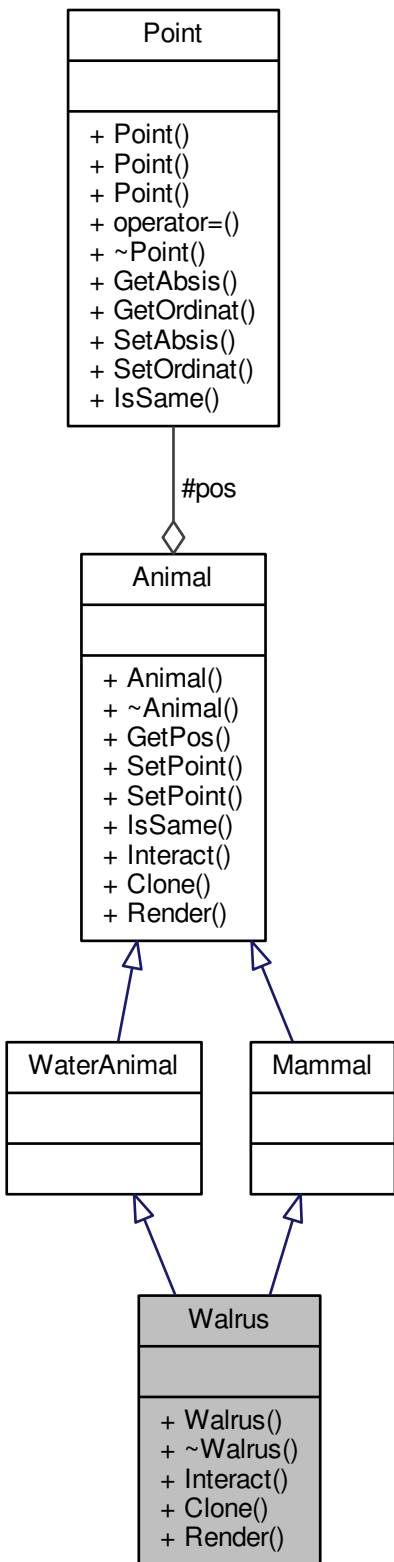 Point
+ Point()
+ Point()
+ Point()
+ operator=()
+ ~Point()
+ GetAbsis()
+ GetOrdinat()
+ SetAbsis()
+ SetOrdinat()
+ IsSame()
#pos
Animal
+ Animal()
+ ~Animal()
+ GetPos()
+ SetPoint()
+ SetPoint()
+ IsSame()
+ Interact()
+ Clone()
+ Render()
WaterAnimal
Mammal
Walrus
+ Walrus()
+ ~Walrus()
+ Interact()
+ Clone()
+ Render()